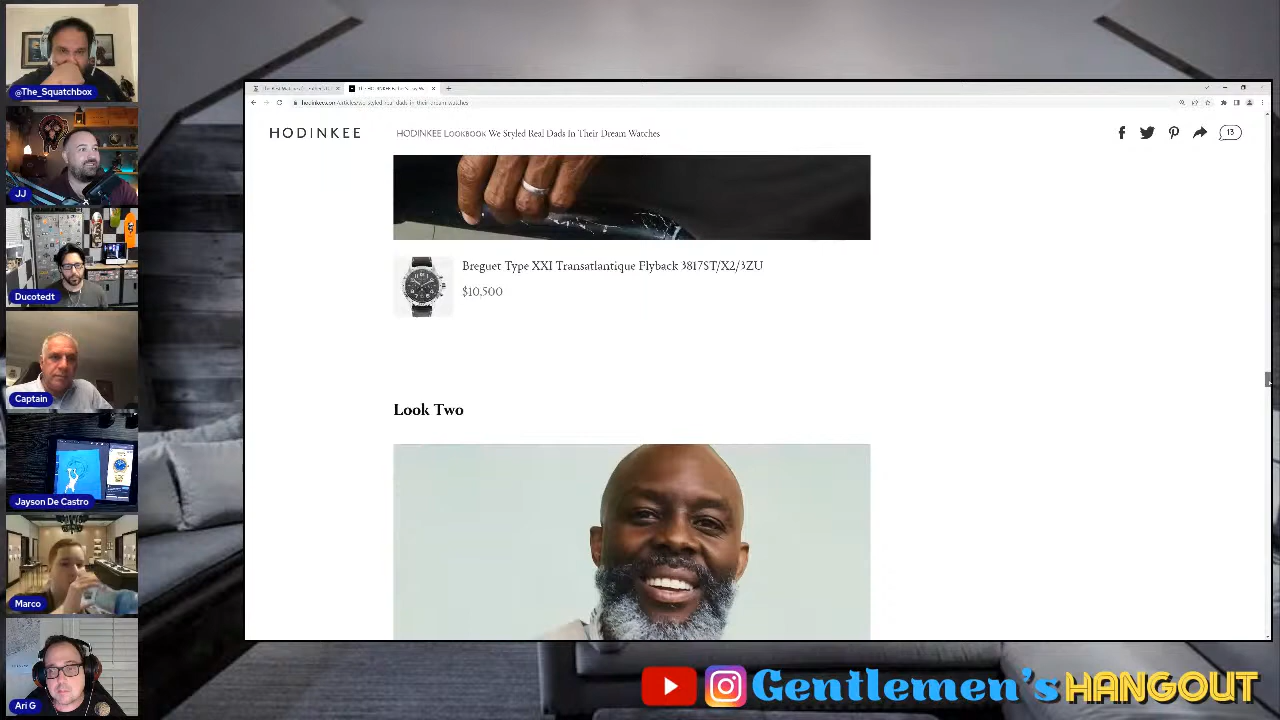 @The_Squatchbox
JJ
Ducotedt
Captain
Jayson De Castro
Marco
Ari G
HODINKEE
HODINKEE Lookbook We Styled Real Dads In Their Dream Watches
13
Breguet Type XXI Transatlantique Flyback 3817ST/X2/3ZU
$10,500
Look Two
Gentlemen's HANGOUT